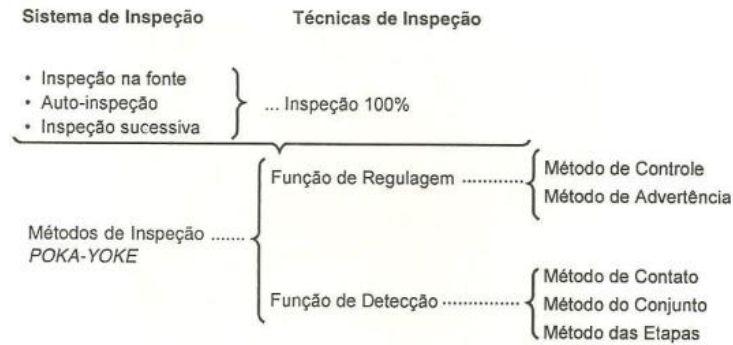 Sistema de Inspeção Técnicas de Inspeção
• Inspeção na fonte
• Auto-inspeção ... Inspeção 100%
• Inspeção sucessiva
Função de Regulagem ............ Método de Controle
Método de Advertência
Métodos de Inspeção .......
POKA-YOKE
Função de Detecção ............... Método de Contato
Método do Conjunto
Método das Etapas